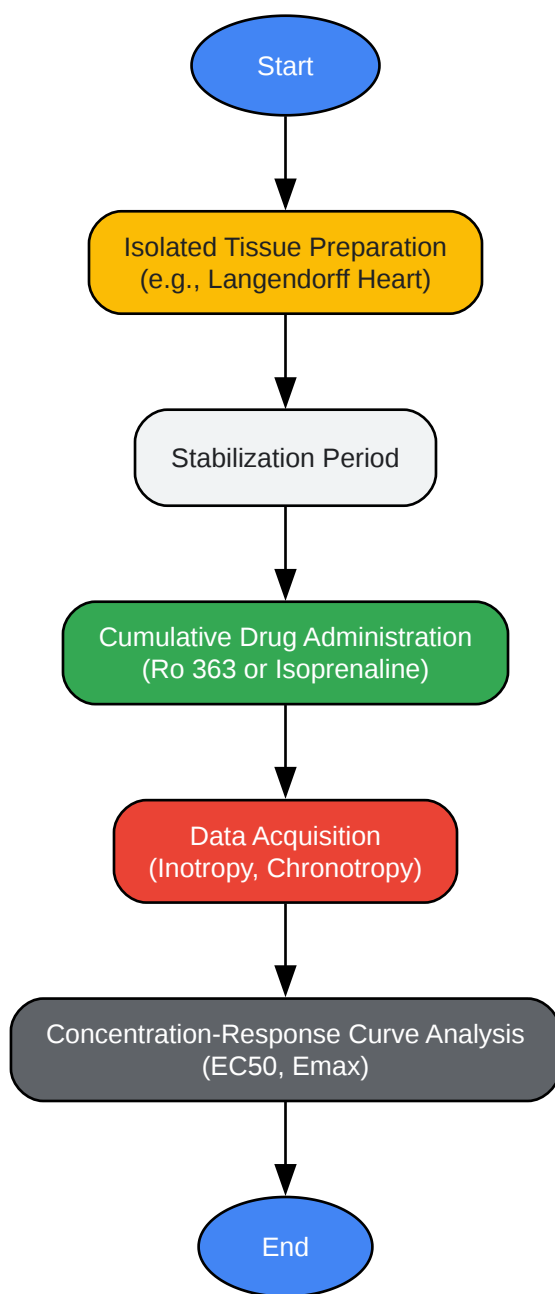 Start
Isolated Tissue Preparation
(e.g., Langendorff Heart)
Stabilization Period
Cumulative Drug Administration
(Ro 363 or Isoprenaline)
Data Acquisition
(Inotropy, Chronotropy)
Concentration-Response Curve Analysis
(EC50, Emax)
End